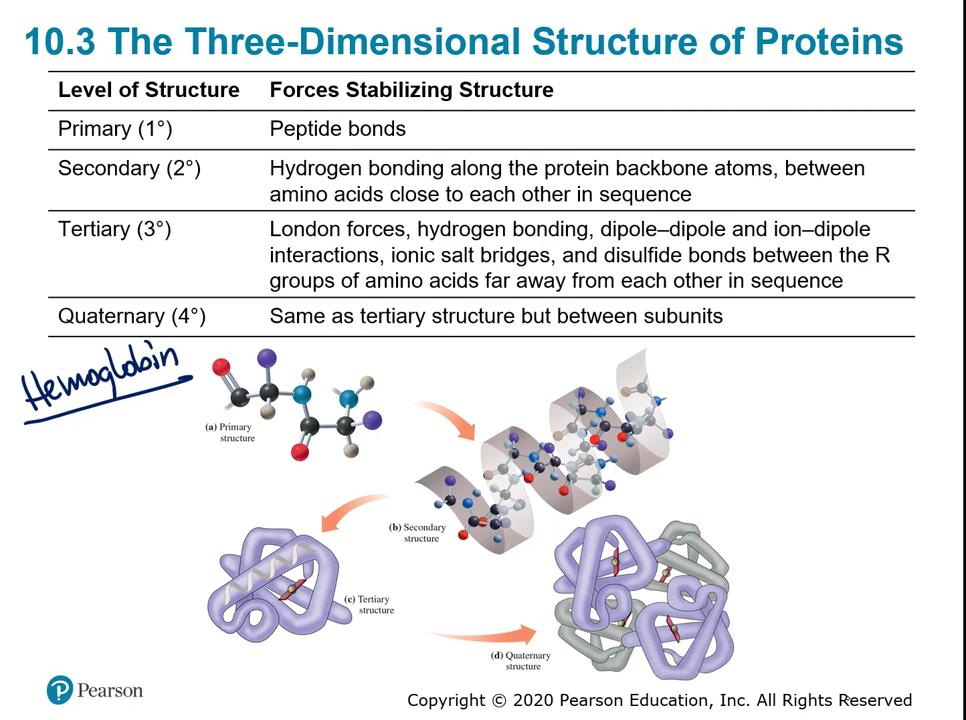 10.3 The Three-Dimensional Structure of Proteins
Level of Structure Forces Stabilizing Structure
Primary (1°) Peptide bonds
Secondary (2°) Hydrogen bonding along the protein backbone atoms, between
amino acids close to each other in sequence
Tertiary (3°) London forces, hydrogen bonding, dipole–dipole and ion–dipole
interactions, ionic salt bridges, and disulfide bonds between the R
groups of amino acids far away from each other in sequence
Quaternary (4°) Same as tertiary structure but between subunits
Hemoglobin
(a) Primary
structure
(b) Secondary
structure
(c) Tertiary
structure
(d) Quaternary
structure
P Pearson
Copyright © 2020 Pearson Education, Inc. All Rights Reserved